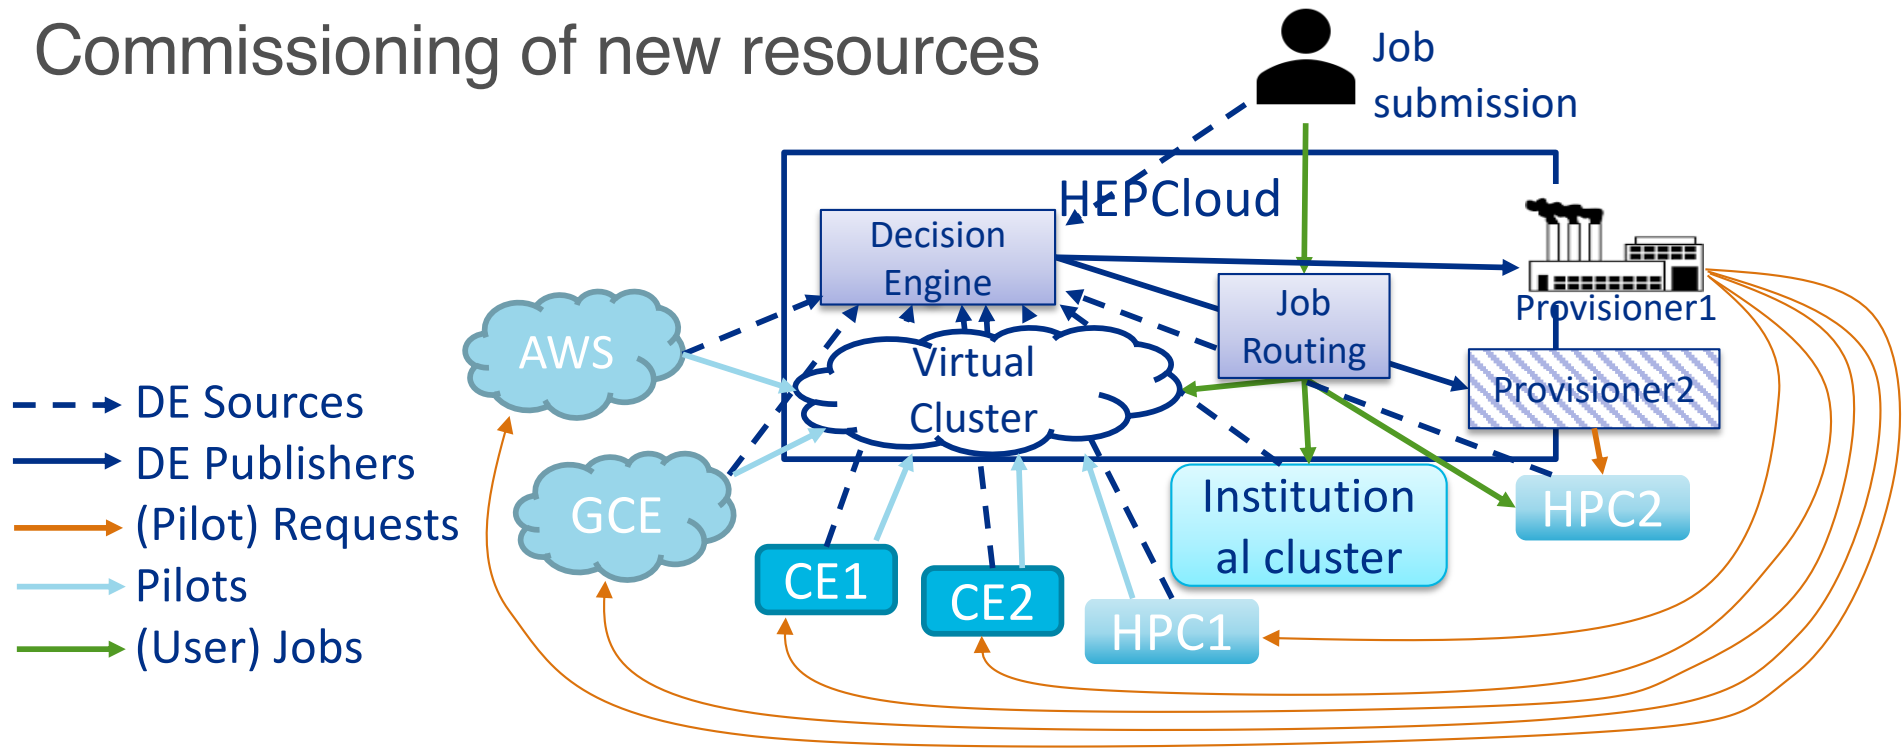 Commissioning of new resources
Job
submission
HEPCloud
Decision
Engine
Job
Routing
Provisioner1
Provisioner2
AWS
Virtual
Cluster
GCE
DE Sources
DE Publishers
(Pilot) Requests
Pilots
(User) Jobs
CE1
CE2
HPC1
Institution
al cluster
HPC2